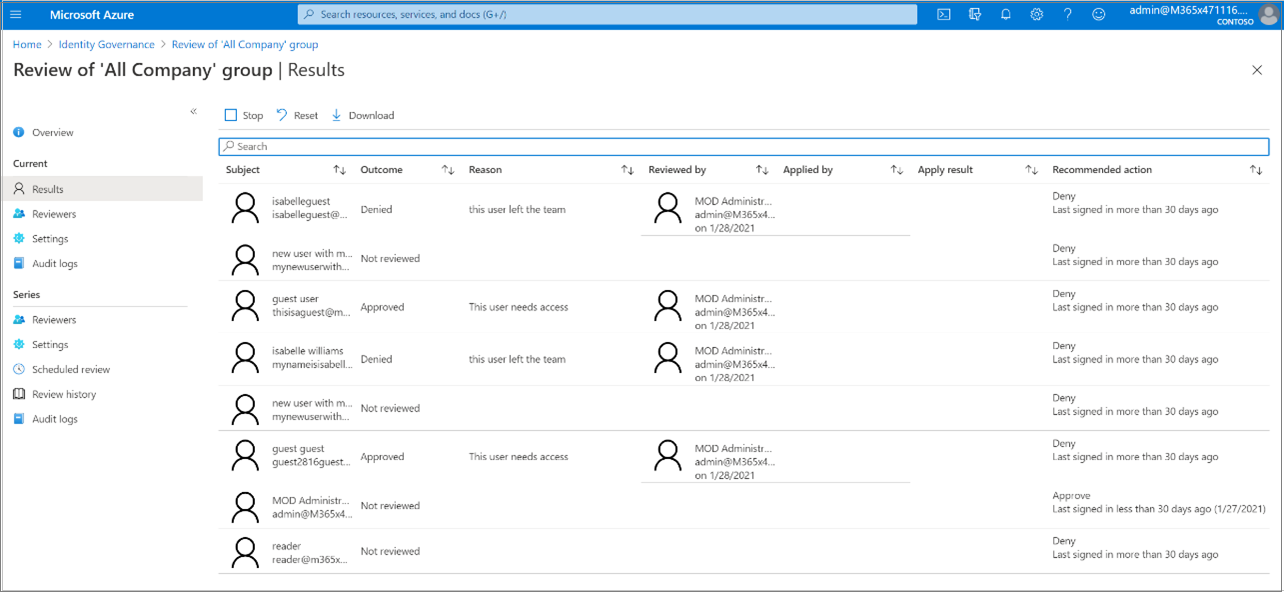 Microsoft Azure
Search resources, services, and docs (G+/)
admin@M365x471116....
CONTOSO
Home > Identity Governance > Review of 'All Company' group
Review of 'All Company' group | Results
Stop Reset Download
Overview
Current
Results
Reviewers
Settings
Audit logs
Series
Reviewers
Settings
Scheduled review
Review history
Audit logs
Search
Subject Outcome Reason Reviewed by Applied by Apply result Recommended action
isabelleguest
isabelleguest@...
Denied
this user left the team
MOD Administr...
admin@M365x4...
on 1/28/2021
Deny
Last signed in more than 30 days ago
new user with m...
mynewuserwith...
Not reviewed
Deny
Last signed in more than 30 days ago
guest user
thisisaguest@m...
Approved
This user needs access
MOD Administr...
admin@M365x4...
on 1/28/2021
Deny
Last signed in more than 30 days ago
isabelle williams
mynameisisabell...
Denied
this user left the team
MOD Administr...
admin@M365x4...
on 1/28/2021
Deny
Last signed in more than 30 days ago
new user with m...
mynewuserwith...
Not reviewed
Deny
Last signed in more than 30 days ago
guest guest
guest2816guest...
Approved
This user needs access
MOD Administr...
admin@M365x4...
on 1/28/2021
Deny
Last signed in more than 30 days ago
MOD Administr...
admin@M365x4...
Not reviewed
Approve
Last signed in less than 30 days ago (1/27/2021)
reader
reader@m365x...
Not reviewed
Deny
Last signed in more than 30 days ago